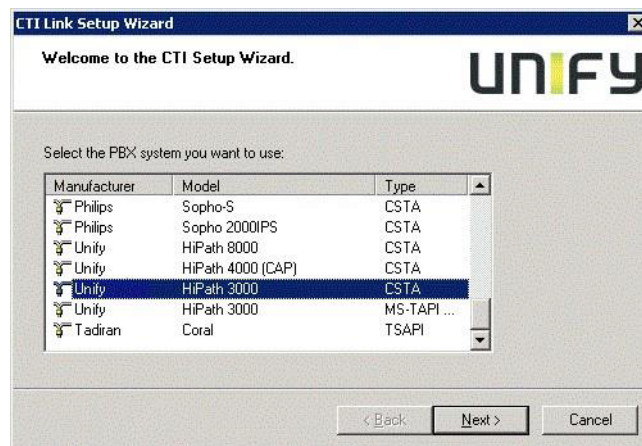 CTI Link Setup Wizard
Welcome to the CTI Setup Wizard.
UNIFY
Select the PBX system you want to use:
Manufacturer Model Type
Philips Sopho-S CSTA
Philips Sopho 2000IPS CSTA
Unify HiPath 8000 CSTA
Unify HiPath 4000 (CAP) CSTA
Unify HiPath 3000 CSTA
Unify HiPath 3000 MS-TAPI ...
Tadiran Coral TSAPI
< Back Next > Cancel